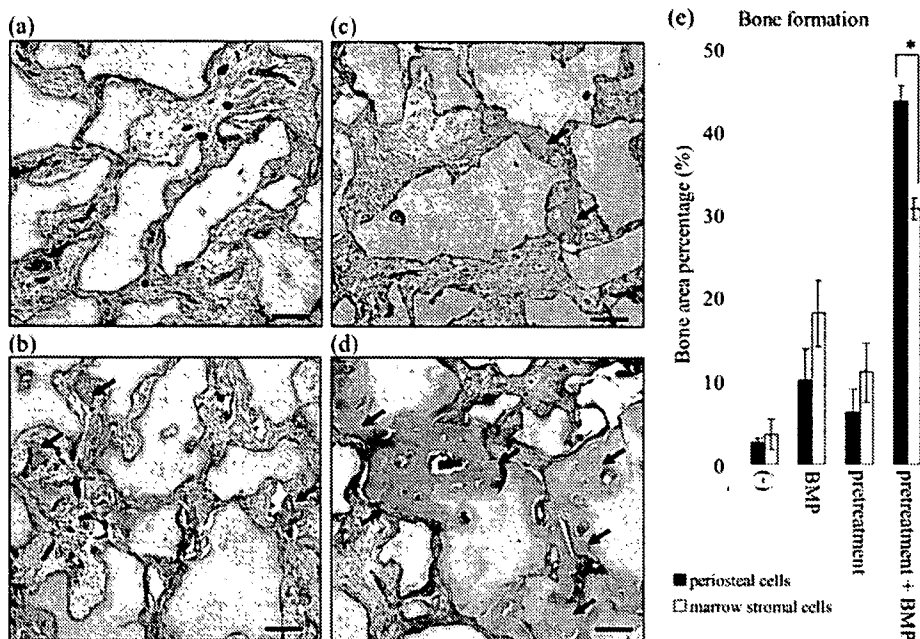 (a)
(c)
(b)
(d)
(e) Bone formation
Bone area percentage (%)
50
40
30
20
10
0
*
(-)
BMP
pretreatment
pretreatment + BMP
periosteal cells
marrow stromal cells